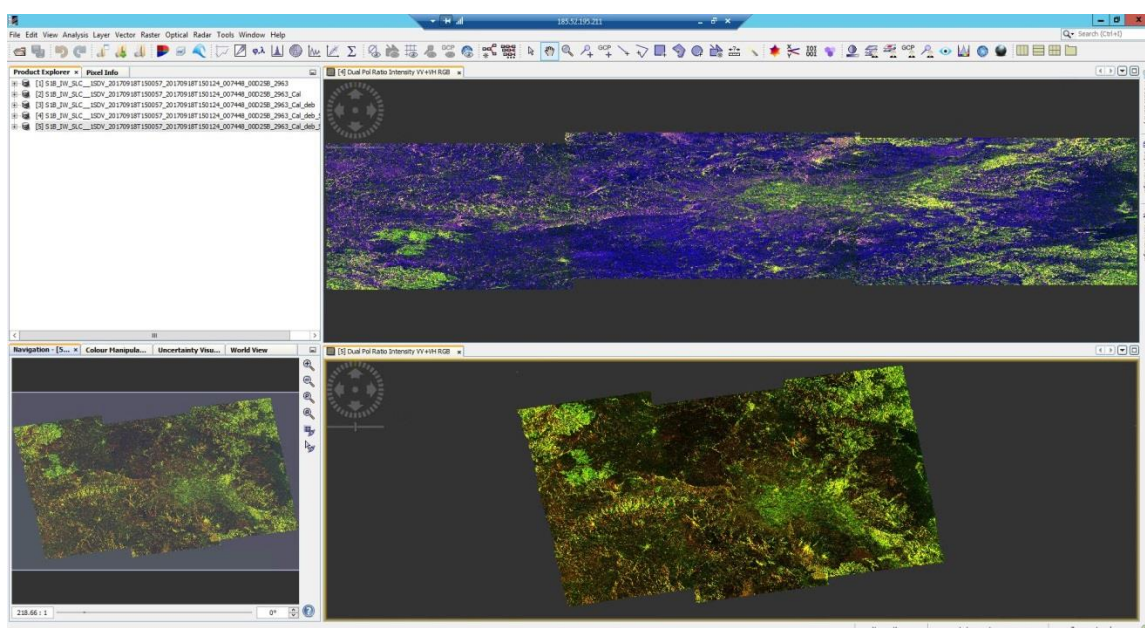 185.52.195.211
File Edit View Analysis Layer Vector Raster Optical Radar Tools Window Help
Search (Ctrl+I)
GCP
Product Explorer × Pixel Info
[1] S1B_IW_SLC__1SDV_20170918T150057_20170918T150124_007448_00D25B_2963
[2] S1B_IW_SLC__1SDV_20170918T150057_20170918T150124_007448_00D25B_2963_Cal
[3] S1B_IW_SLC__1SDV_20170918T150057_20170918T150124_007448_00D25B_2963_Cal_deb
[4] S1B_IW_SLC__1SDV_20170918T150057_20170918T150124_007448_00D25B_2963_Cal_deb_S
[5] S1B_IW_SLC__1SDV_20170918T150057_20170918T150124_007448_00D25B_2963_Cal_deb_S
[4] Dual Pol Ratio Intensity VV+VH RGB ×
Navigation - [5... × Colour Manipula... Uncertainty Visu... World View
[5] Dual Pol Ratio Intensity VV+VH RGB ×
218.66 : 1
0°